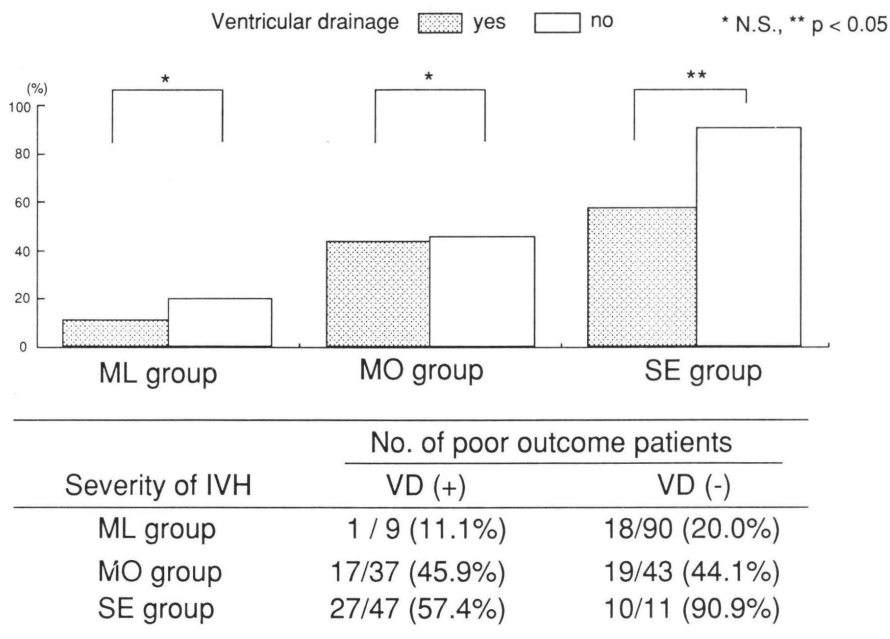 Ventricular drainage yes no * N.S., ** p < 0.05
* * **
(%)
100
80
60
40
20
0
ML group MO group SE group
No. of poor outcome patients
Severity of IVH VD (+) VD (-)
ML group 1 / 9 (11.1%) 18/90 (20.0%)
MO group 17/37 (45.9%) 19/43 (44.1%)
SE group 27/47 (57.4%) 10/11 (90.9%)